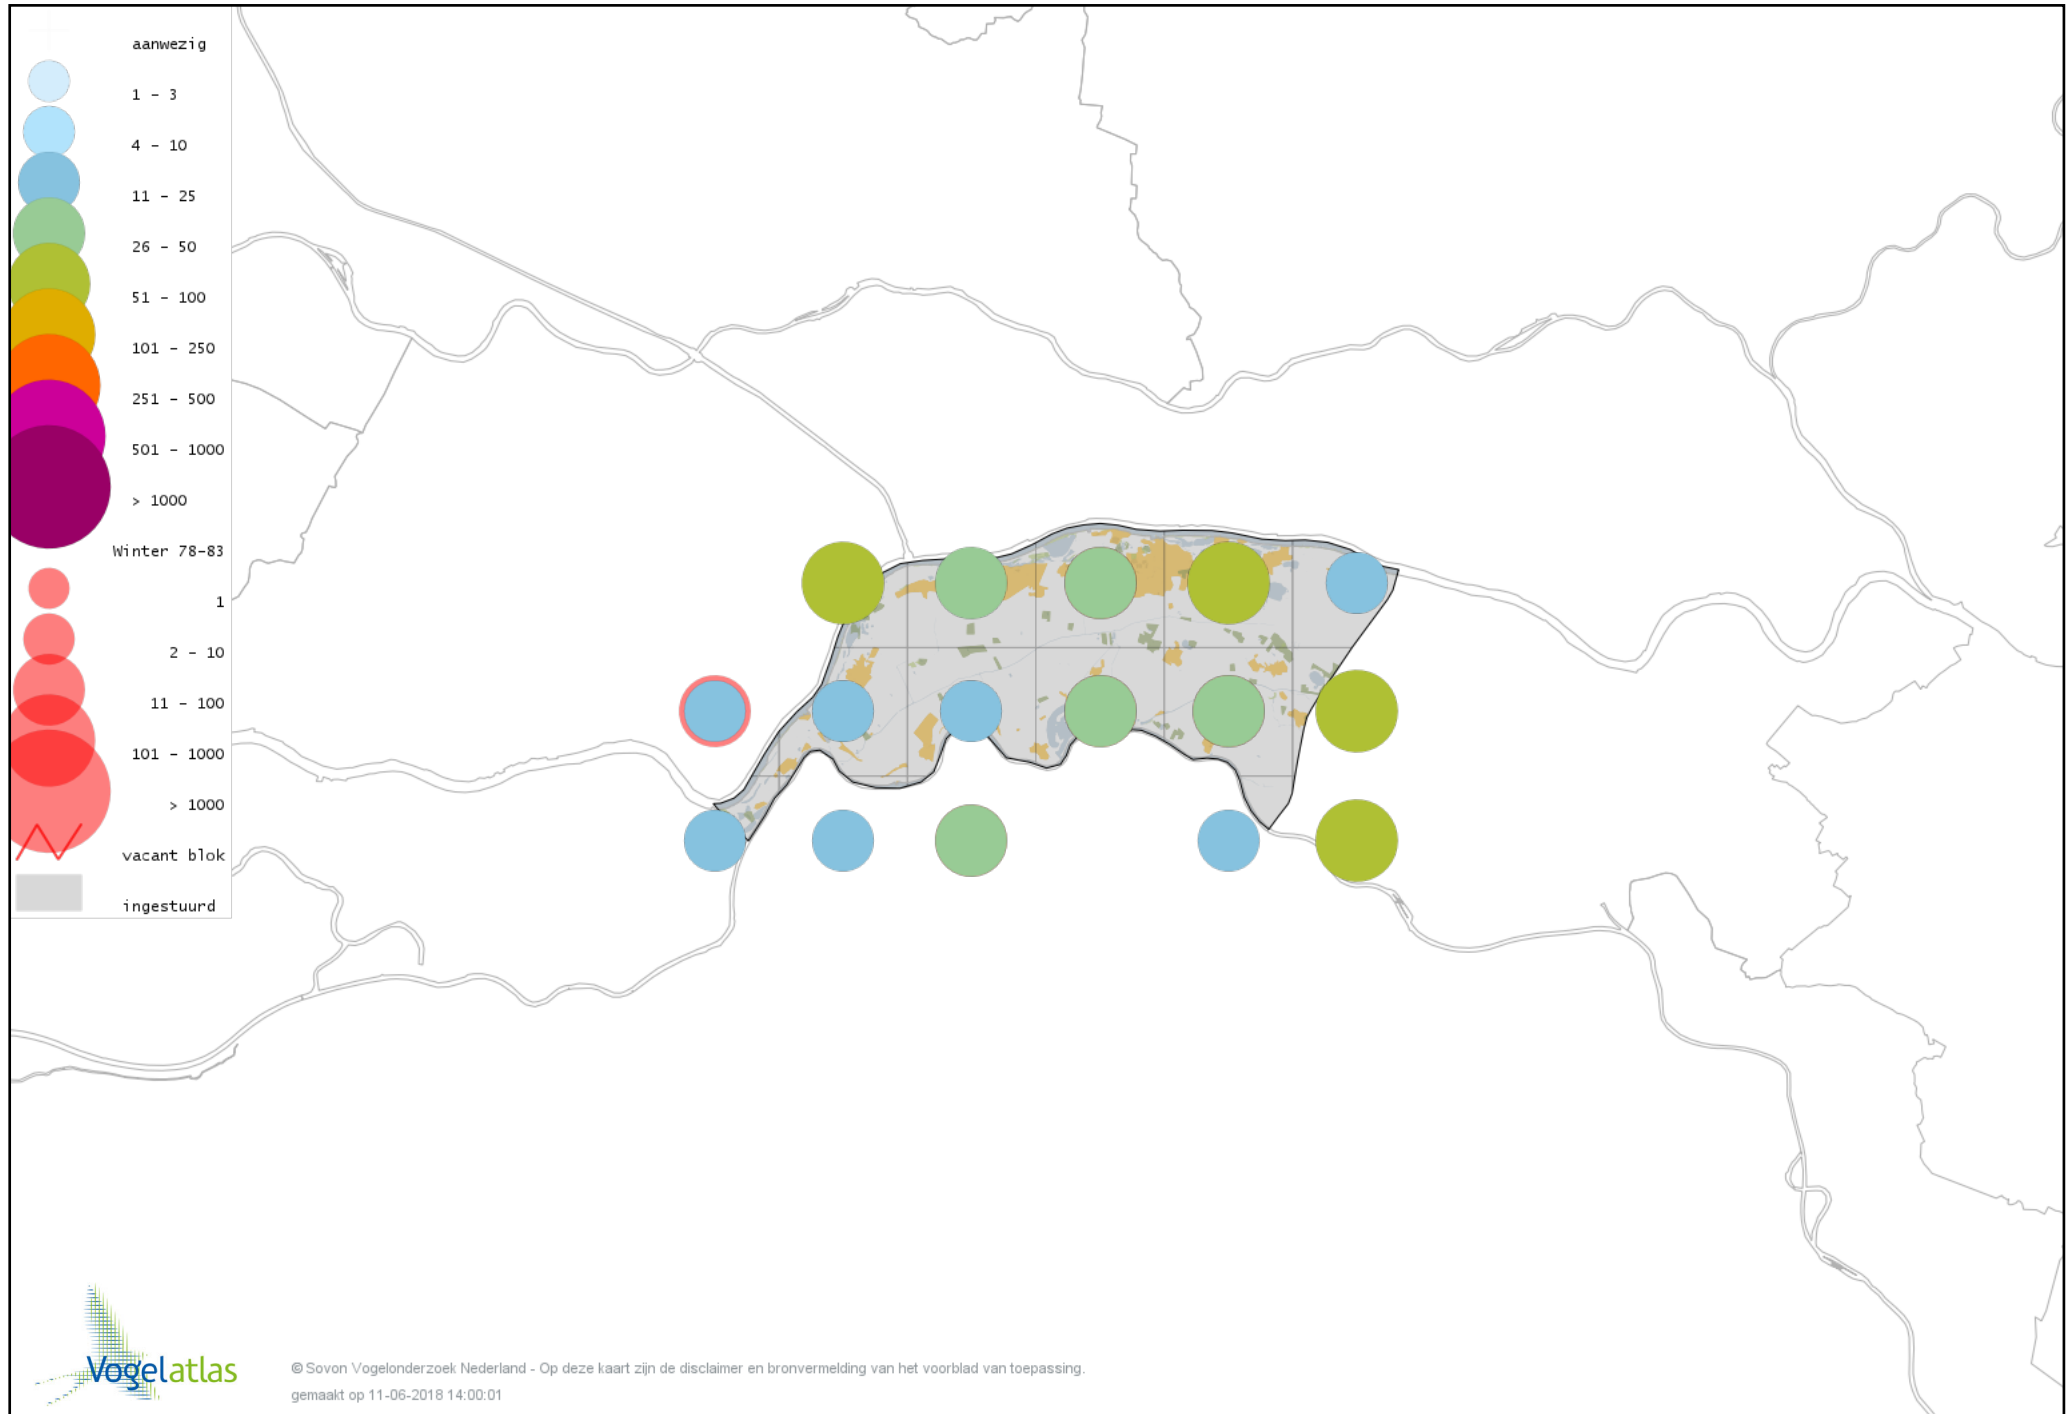 aanwezig
1 - 3
4 - 10
11 - 25
26 - 50
51 - 100
101 - 250
251 - 500
501 - 1000
> 1000
Winter 78-83
1
2 - 10
11 - 100
101 - 1000
> 1000
vacant blok
ingestuurd
Vogelatlas
© Sovon Vogelonderzoek Nederland - Op deze kaart zijn de disclaimer en bronvermelding van het voorblad van toepassing.
gemaakt op 11-06-2018 14:00:01